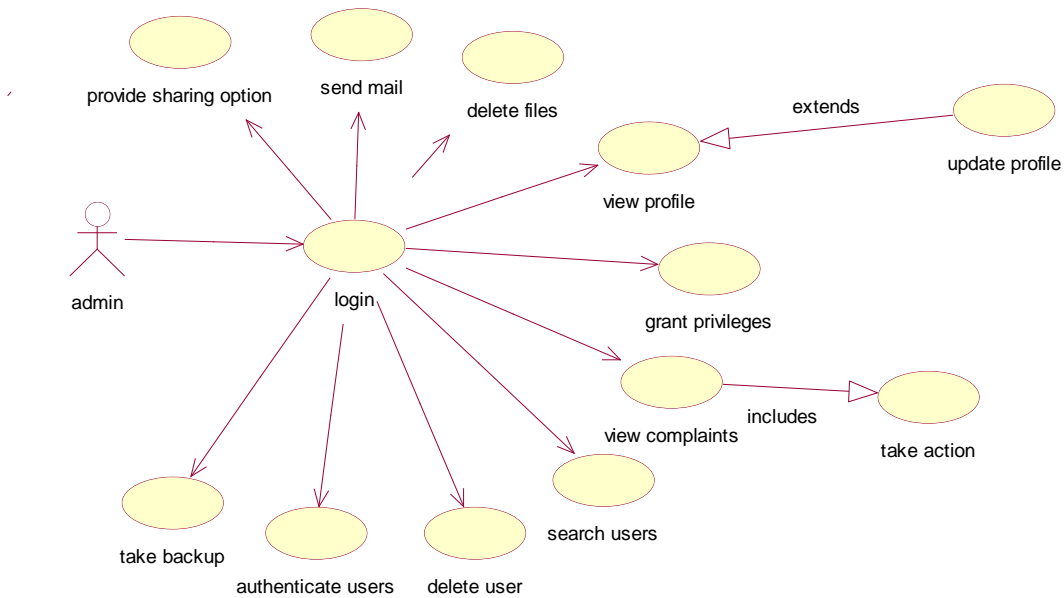 provide sharing option
send mail
delete files
extends
update profile
view profile
admin
login
grant privileges
view complaints
includes
take action
search users
take backup
authenticate users
delete user